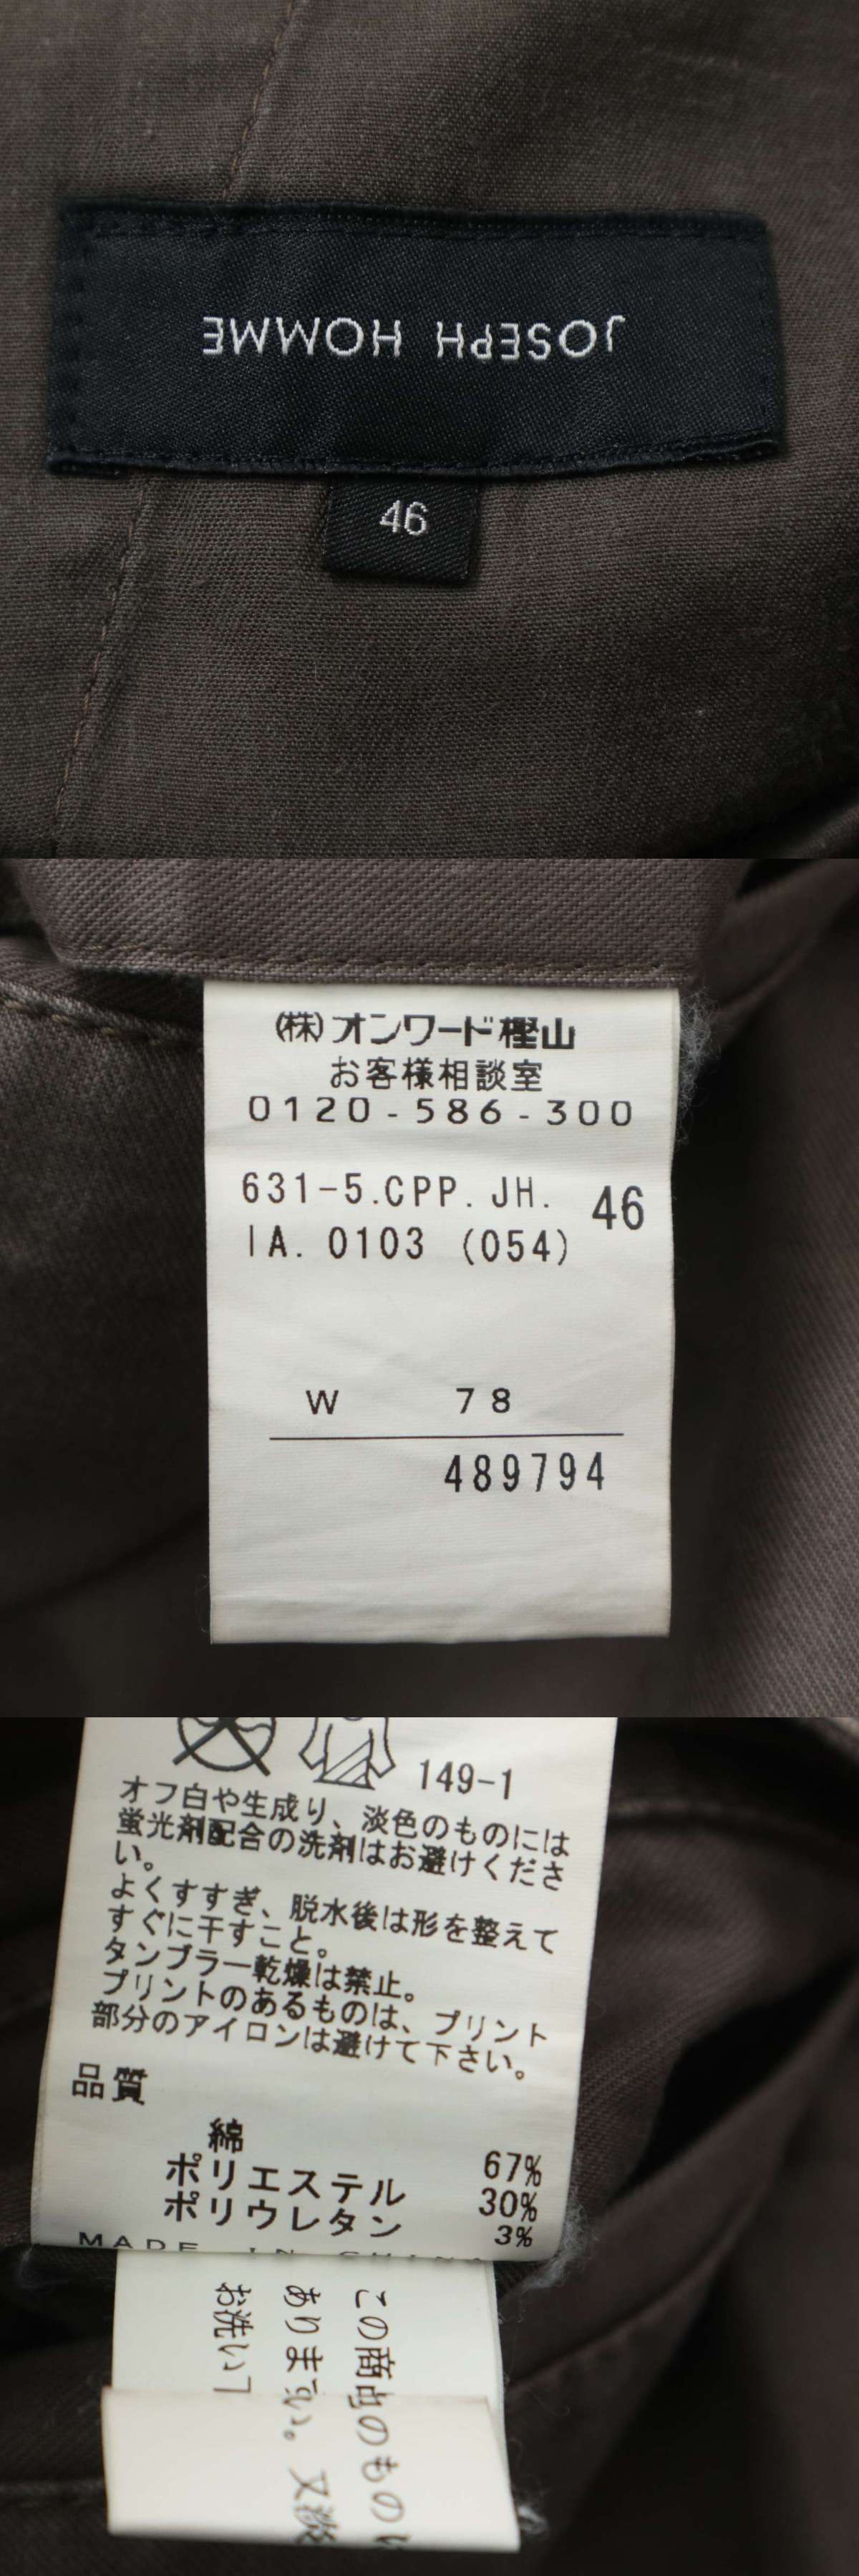 JOSEPH HOMME
46
(株)オンワード樫山
お客様相談室
0120-586-300
631-5.CPP.JH. 46
IA.0103 (054)
W 78
489794
149-1
オフ白や生成り、淡色のものには
蛍光剤配合の洗剤はお避けくださ
い。
よくすすぎ、脱水後は形を整えて
すぐに干すこと。
タンブラー乾燥は禁止。
プリントのあるものは、プリント
部分のアイロンは避けて下さい。
品質
綿 67%
ポリエステル 30%
ポリウレタン 3%
MADE IN CHINA
この商品のもの
あります。又
お洗い